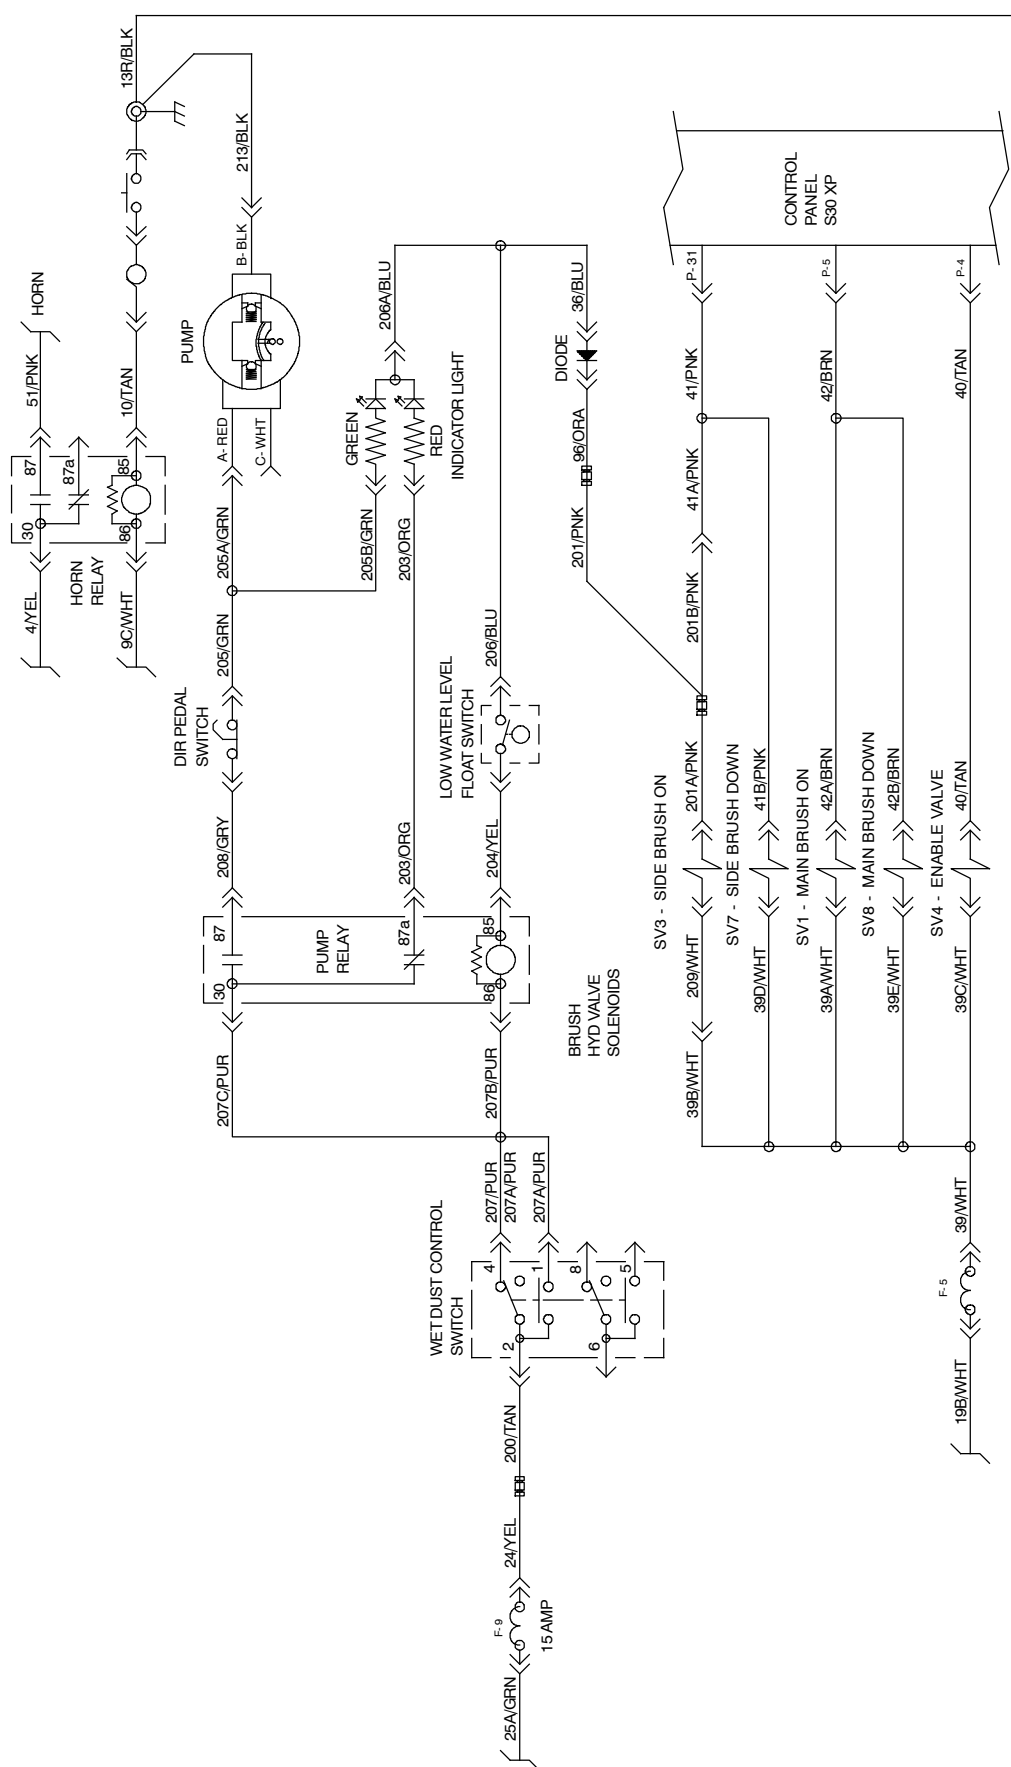 13R/BLK
213/BLK
B- BLK
HORN
51/PNK
10/TAN
87
87a
85
30
86
HORN
RELAY
4/YEL
9C/WHT
PUMP
A- RED
C- WHT
205A/GRN
205B/GRN
205/GRN
DIR PEDAL
SWITCH
208/GRY
206A/BLU
GREEN
RED
INDICATOR LIGHT
203/ORG
203/ORG
206/BLU
LOW WATER LEVEL
FLOAT SWITCH
204/YEL
87
87a
85
PUMP
RELAY
30
86
207C/PUR
207B/PUR
207/PUR
207A/PUR
207A/PUR
WET DUST CONTROL
SWITCH
4
1
8
5
2
6
200/TAN
24/YEL
F- 9
15 AMP
25A/GRN
36/BLU
DIODE
96/ORA
201/PNK
CONTROL
PANEL
S30 XP
P- 31
P- 5
P- 4
41/PNK
42/BRN
40/TAN
41A/PNK
201B/PNK
201A/PNK
41B/PNK
42A/BRN
42B/BRN
40/TAN
SV3 - SIDE BRUSH ON
SV7 - SIDE BRUSH DOWN
SV1 - MAIN BRUSH ON
SV8 - MAIN BRUSH DOWN
SV4 - ENABLE VALVE
BRUSH
HYD VALVE
SOLENOIDS
209/WHT
39D/WHT
39A/WHT
39E/WHT
39C/WHT
39B/WHT
39/WHT
F- 5
19B/WHT